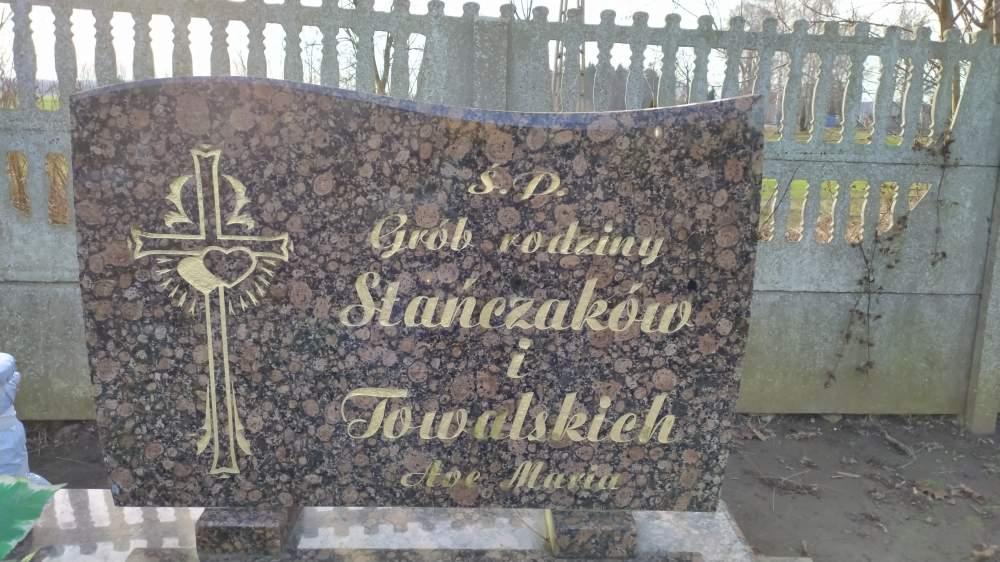 Ś. P.
Grób rodziny
Stańczaków
i
Towalskich
Ave Maria